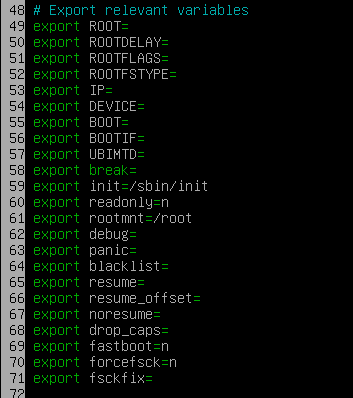 48 # Export relevant variables
49 export ROOT=
50 export ROOTDELAY=
51 export ROOTFLAGS=
52 export ROOTFSTYPE=
53 export IP=
54 export DEVICE=
55 export BOOT=
56 export BOOTIF=
57 export UBIMTD=
58 export break=
59 export init=/sbin/init
60 export readonly=n
61 export rootmnt=/root
62 export debug=
63 export panic=
64 export blacklist=
65 export resume=
66 export resume_offset=
67 export noresume=
68 export drop_caps=
69 export fastboot=n
70 export forcefsck=n
71 export fsckfix=
72